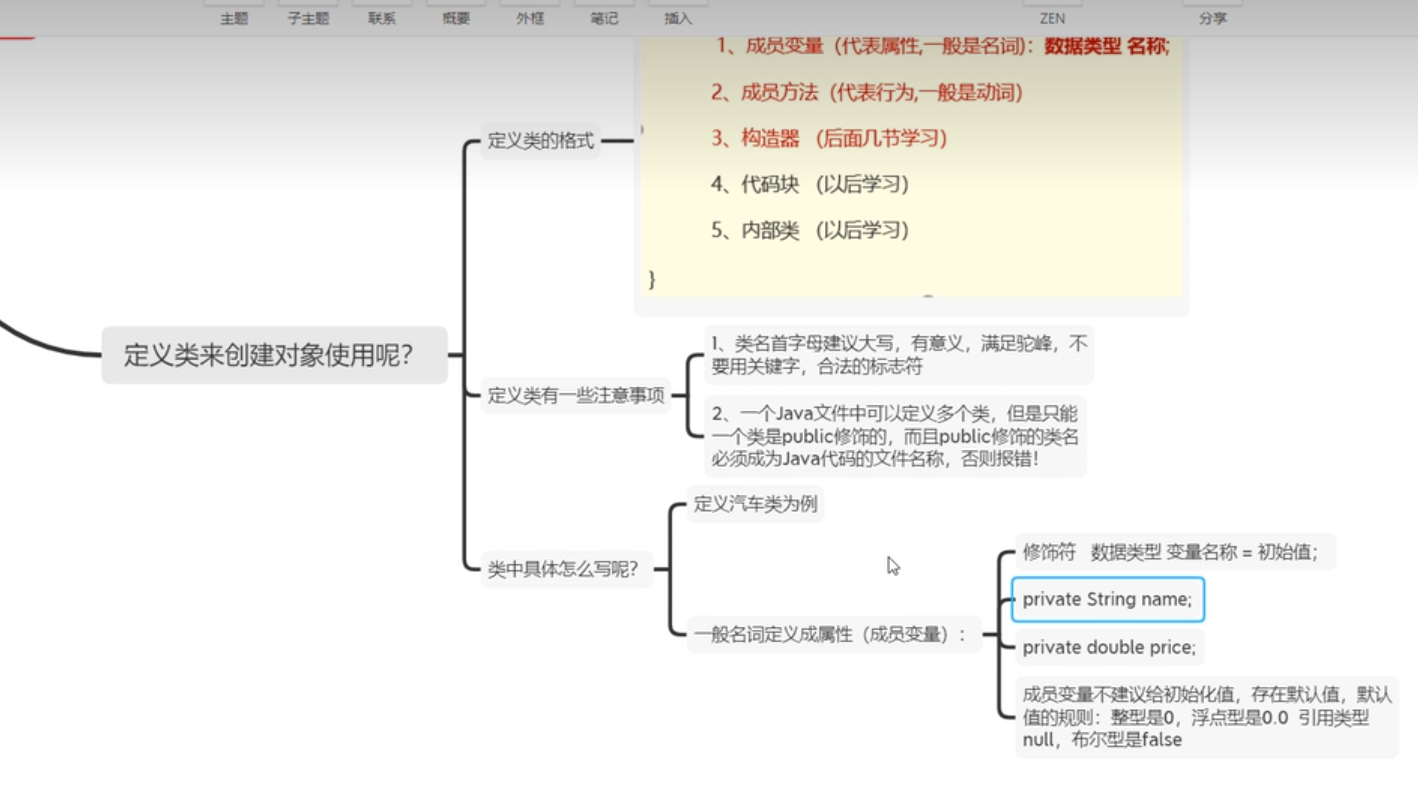 主题 子主题 联系 概要 外框 笔记 插入 ZEN 分享
1、成员变量（代表属性,一般是名词）：数据类型 名称;
2、成员方法（代表行为,一般是动词）
3、构造器 （后面几节学习）
4、代码块 （以后学习）
5、内部类 （以后学习）
}
定义类的格式
定义类来创建对象使用呢？
定义类有一些注意事项
1、类名首字母建议大写，有意义，满足驼峰，不
要用关键字，合法的标志符
2、一个Java文件中可以定义多个类，但是只能
一个类是public修饰的，而且public修饰的类名
必须成为Java代码的文件名称，否则报错！
类中具体怎么写呢？
定义汽车类为例
一般名词定义成属性（成员变量）：
修饰符 数据类型 变量名称 = 初始值；
private String name;
private double price;
成员变量不建议给初始化值，存在默认值，默认
值的规则：整型是0，浮点型是0.0 引用类型
null，布尔型是false